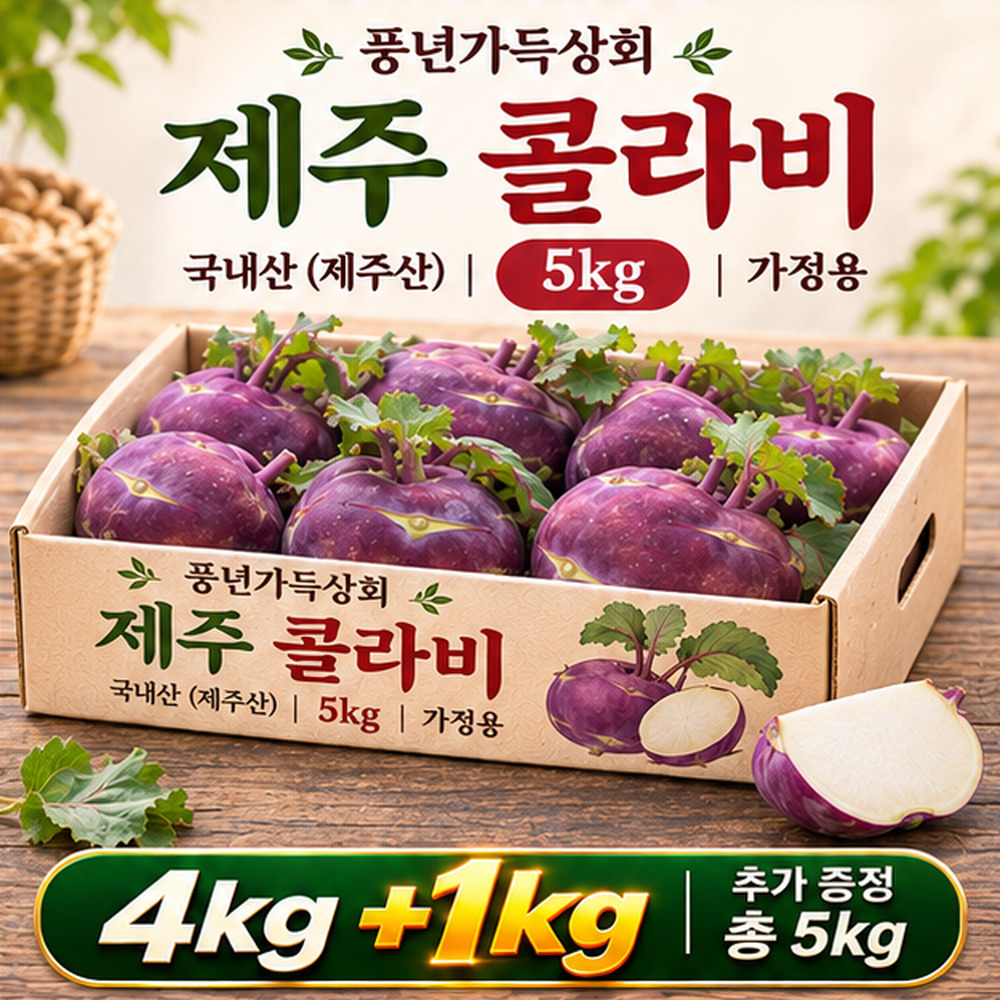 풍년가득상회
제주 콜라비
국내산 (제주산) | 5kg | 가정용
풍년가득상회
제주 콜라비
국내산 (제주산) | 5kg | 가정용
4kg +1kg | 추가 증정
총 5kg